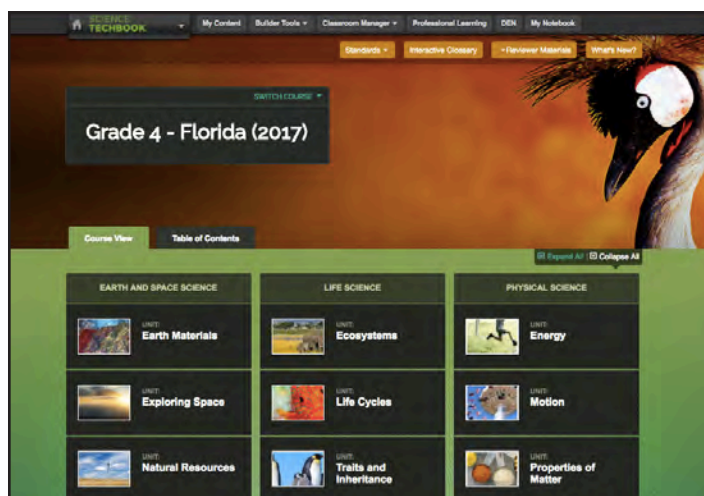 SCIENCE
TECHBOOK
My Content
Builder Tools
Classroom Manager
Professional Learning
DEN
My Notebook
Standards
Interactive Glossary
Reviewer Materials
What's New?
SWITCH COURSE
Grade 4 - Florida (2017)
Course View
Table of Contents
Expand All | Collapse All
EARTH AND SPACE SCIENCE
UNIT:
Earth Materials
UNIT:
Exploring Space
UNIT:
Natural Resources
LIFE SCIENCE
UNIT:
Ecosystems
UNIT:
Life Cycles
UNIT:
Traits and
Inheritance
PHYSICAL SCIENCE
UNIT:
Energy
UNIT:
Motion
UNIT:
Properties of
Matter